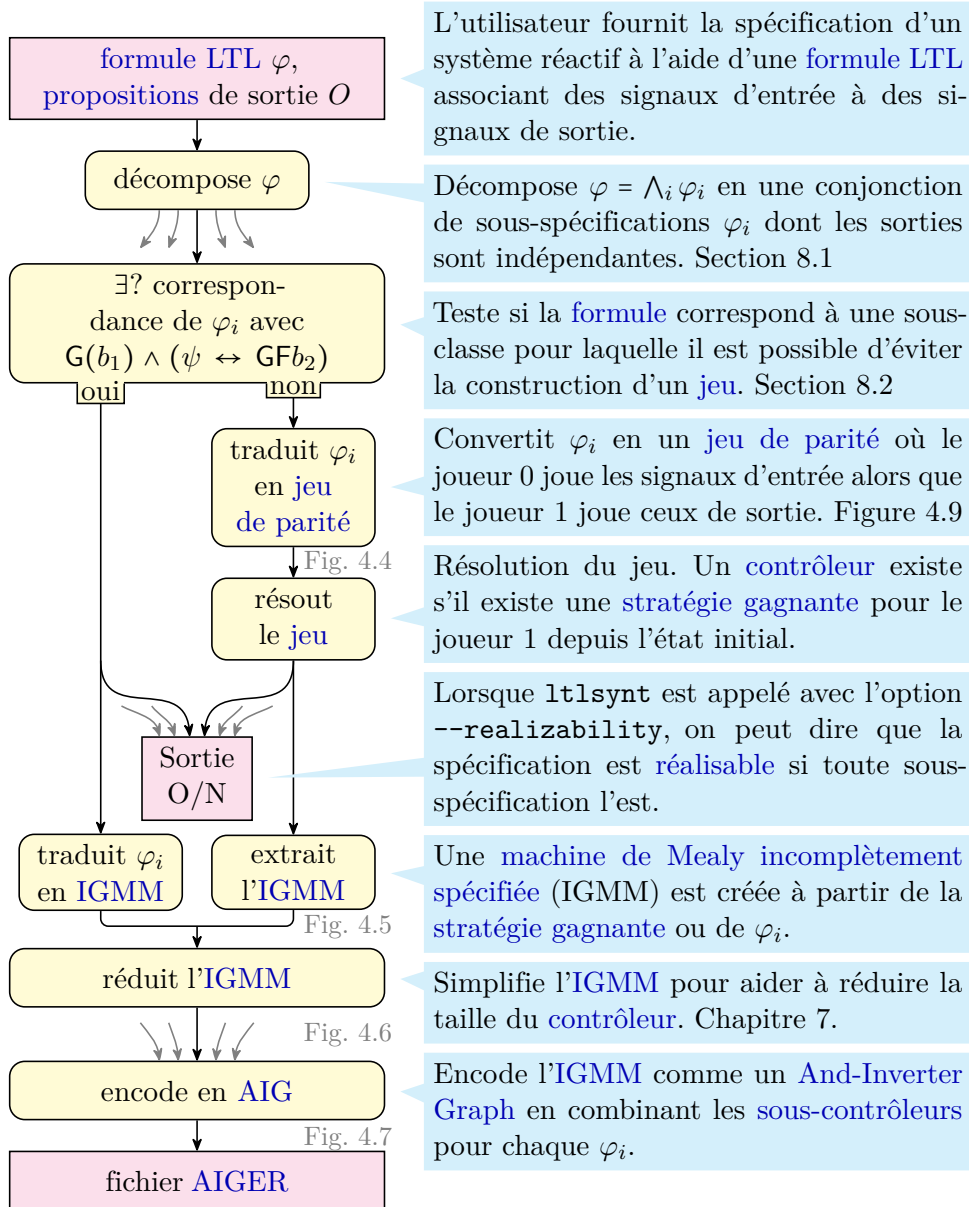 formule LTL φ,
propositions de sortie O
L'utilisateur fournit la spécification d'un
système réactif à l'aide d'une formule LTL
associant des signaux d'entrée à des si-
gnaux de sortie.
décompose φ
Décompose φ = ⋀ᵢ φᵢ en une conjonction
de sous-spécifications φᵢ dont les sorties
sont indépendantes. Section 8.1
∃? correspon-
dance de φᵢ avec
G(b₁) ∧ (ψ ↔ GFb₂)
oui
non
Teste si la formule correspond à une sous-
classe pour laquelle il est possible d'éviter
la construction d'un jeu. Section 8.2
traduit φᵢ
en jeu
de parité
Fig. 4.4
Convertit φᵢ en un jeu de parité où le
joueur 0 joue les signaux d'entrée alors que
le joueur 1 joue ceux de sortie. Figure 4.9
résout
le jeu
Résolution du jeu. Un contrôleur existe
s'il existe une stratégie gagnante pour le
joueur 1 depuis l'état initial.
Sortie
O/N
Lorsque ltlsynt est appelé avec l'option
--realizability, on peut dire que la
spécification est réalisable si toute sous-
spécification l'est.
traduit φᵢ
en IGMM
extrait
l'IGMM
Fig. 4.5
Une machine de Mealy incomplètement
spécifiée (IGMM) est créée à partir de la
stratégie gagnante ou de φᵢ.
réduit l'IGMM
Fig. 4.6
Simplifie l'IGMM pour aider à réduire la
taille du contrôleur. Chapitre 7.
encode en AIG
Fig. 4.7
Encode l'IGMM comme un And-Inverter
Graph en combinant les sous-contrôleurs
pour chaque φᵢ.
fichier AIGER